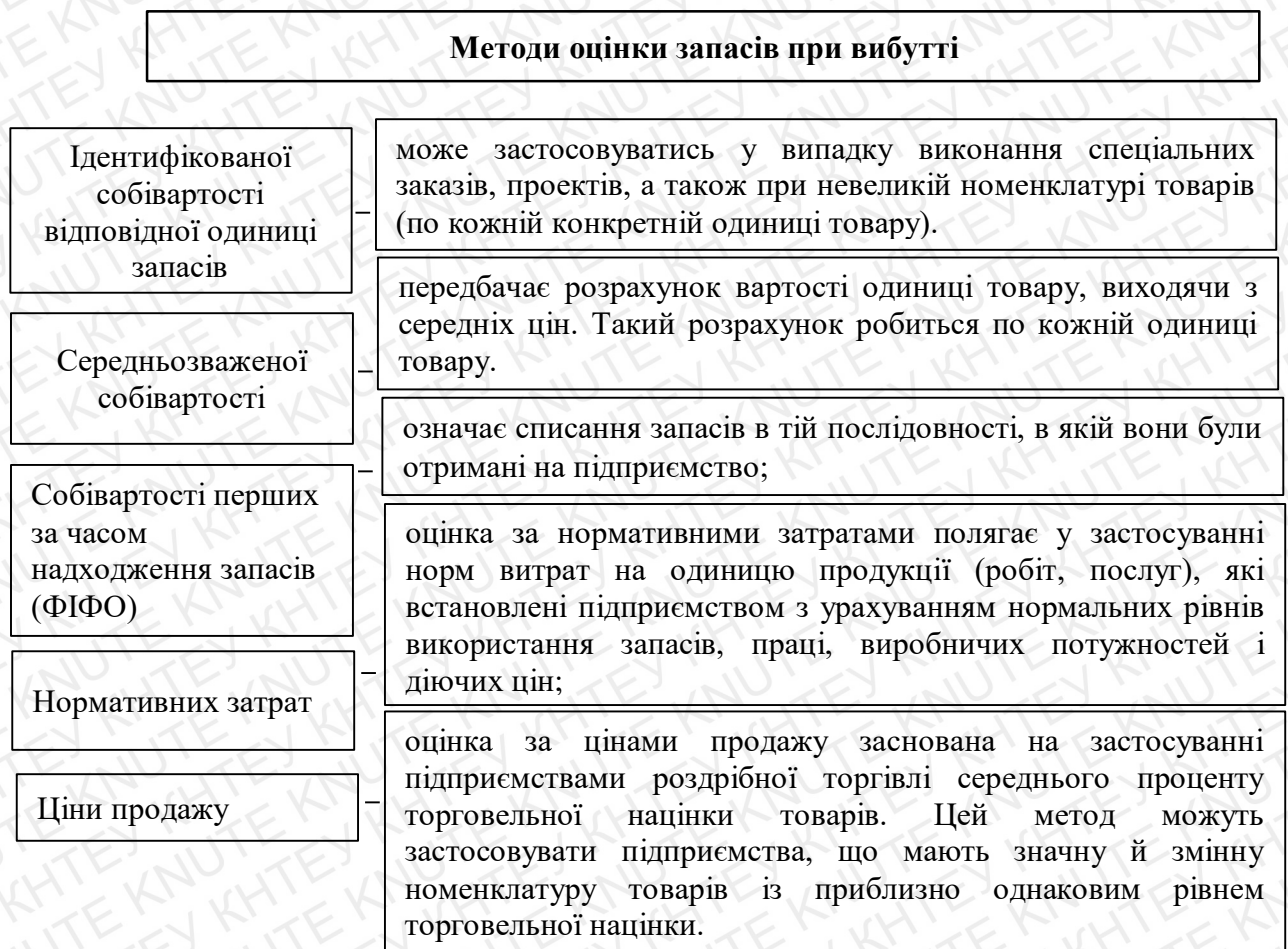 Методи оцінки запасів при вибутті
Ідентифікованої
собівартості
відповідної одиниці
запасів
–
може застосовуватись у випадку виконання спеціальних
заказів, проектів, а також при невеликій номенклатурі товарів
(по кожній конкретній одиниці товару).
Середньозваженої
собівартості
–
передбачає розрахунок вартості одиниці товару, виходячи з
середніх цін. Такий розрахунок робиться по кожній одиниці
товару.
Собівартості перших
за часом
надходження запасів
(ФІФО)
–
означає списання запасів в тій послідовності, в якій вони були
отримані на підприємство;
Нормативних затрат
–
оцінка за нормативними затратами полягає у застосуванні
норм витрат на одиницю продукції (робіт, послуг), які
встановлені підприємством з урахуванням нормальних рівнів
використання запасів, праці, виробничих потужностей і
діючих цін;
Ціни продажу
–
оцінка за цінами продажу заснована на застосуванні
підприємствами роздрібної торгівлі середнього проценту
торговельної націнки товарів. Цей метод можуть
застосовувати підприємства, що мають значну й змінну
номенклатуру товарів із приблизно однаковим рівнем
торговельної націнки.